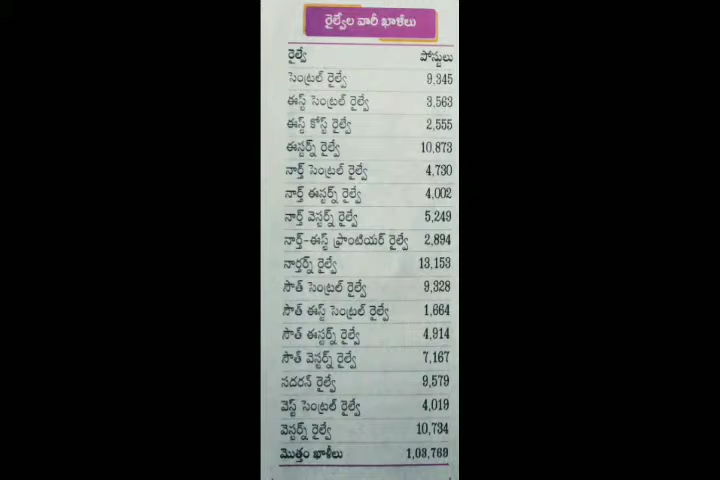 రైల్వేల వారీ ఖాళీలు
రైల్వే పోస్టులు
సెంట్రల్ రైల్వే 9,345
ఈస్ట్ సెంట్రల్ రైల్వే 3,563
ఈస్ట్ కోస్ట్ రైల్వే 2,555
ఈస్టర్న్ రైల్వే 10,873
నార్త్ సెంట్రల్ రైల్వే 4,730
నార్త్ ఈస్టర్న్ రైల్వే 4,002
నార్త్ వెస్టర్న్ రైల్వే 5,249
నార్త్-ఈస్ట్ ఫ్రాంటియర్ రైల్వే 2,894
నార్తర్న్ రైల్వే 13,153
సౌత్ సెంట్రల్ రైల్వే 9,328
సౌత్ ఈస్ట్ సెంట్రల్ రైల్వే 1,664
సౌత్ ఈస్టర్న్ రైల్వే 4,914
సౌత్ వెస్టర్న్ రైల్వే 7,167
సదరన్ రైల్వే 9,579
వెస్ట్ సెంట్రల్ రైల్వే 4,019
వెస్టర్న్ రైల్వే 10,734
మొత్తం ఖాళీలు 1,03,769